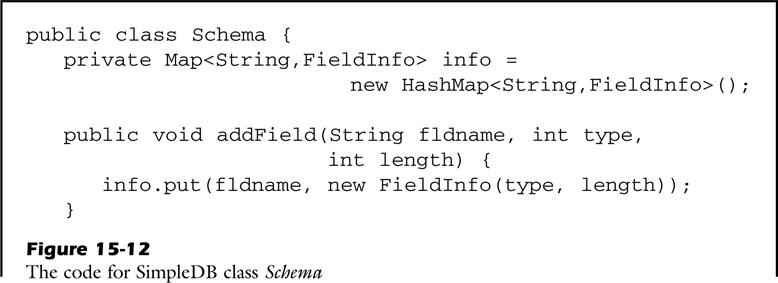 public class Schema {
private Map<String,FieldInfo> info =
new HashMap<String,FieldInfo>();
public void addField(String fldname, int type,
int length) {
info.put(fldname, new FieldInfo(type, length));
}
Figure 15-12
The code for SimpleDB class Schema